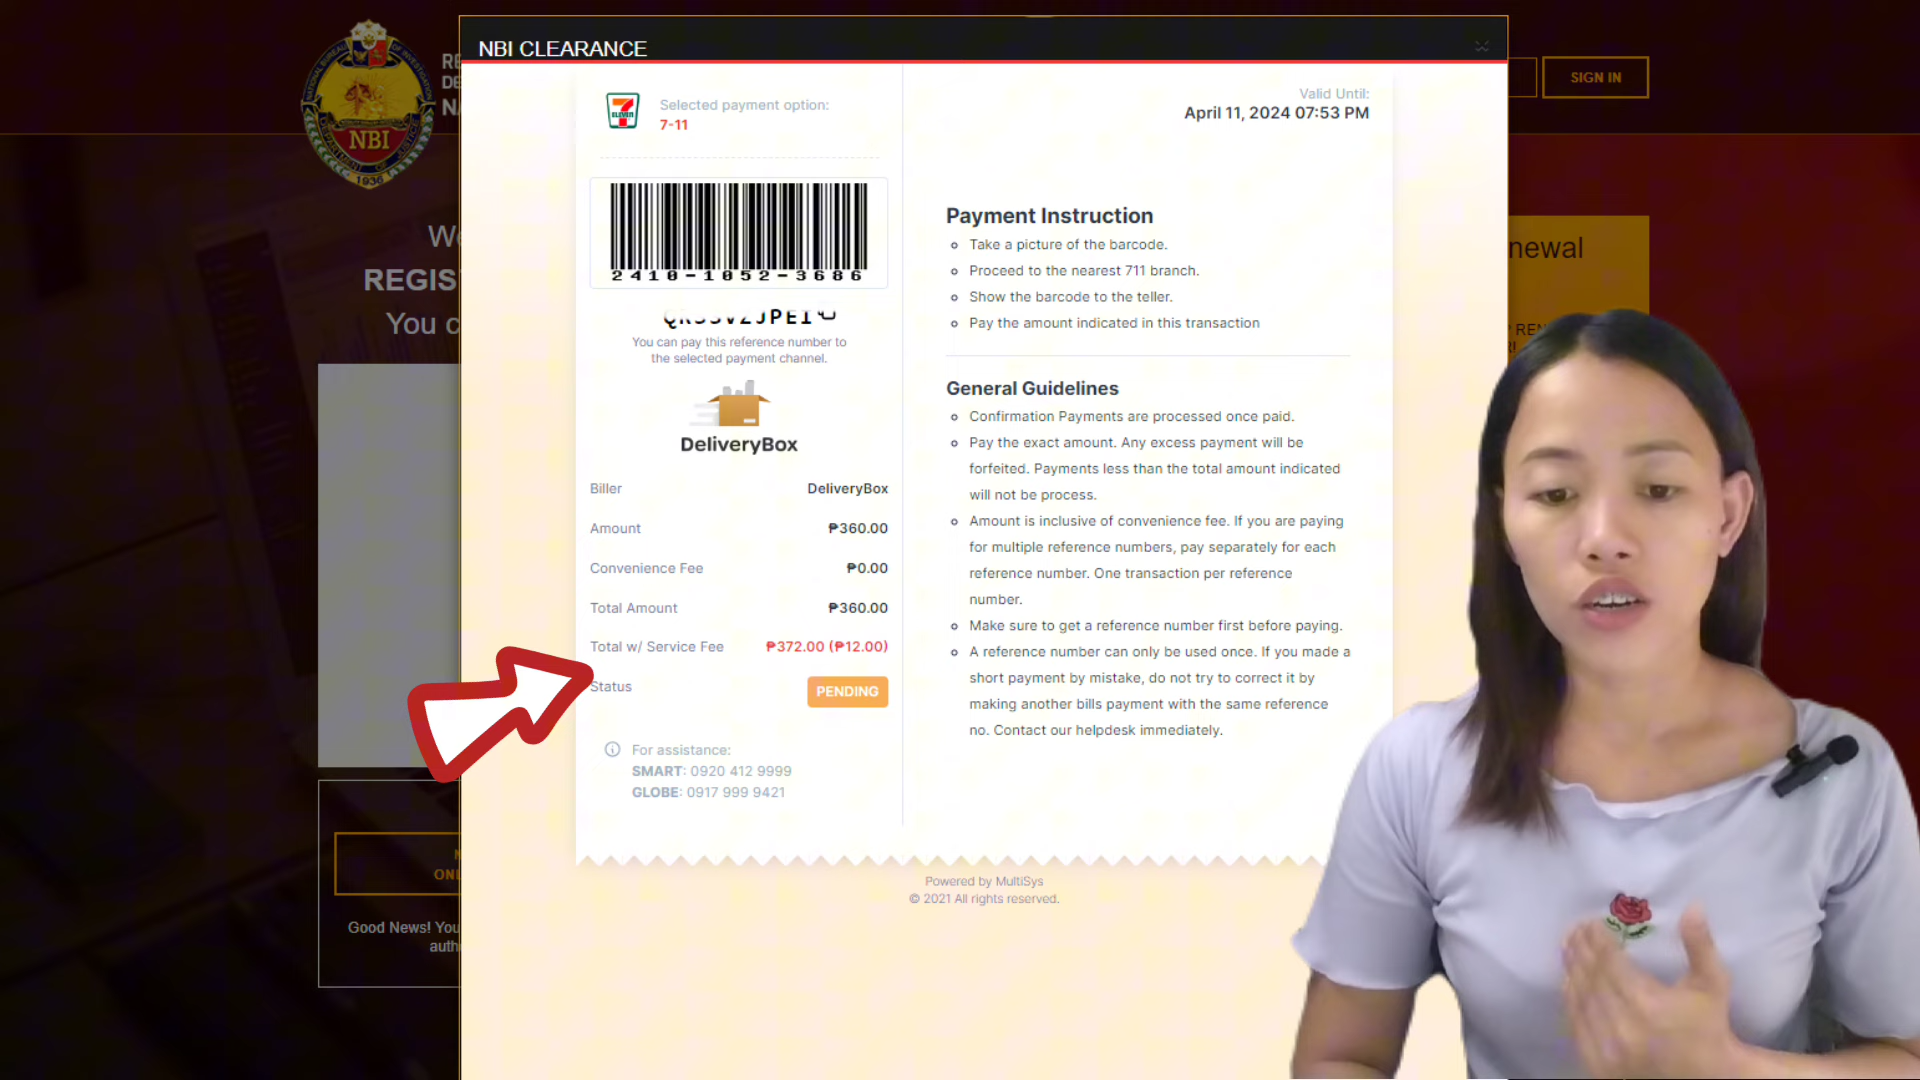 NBI CLEARANCE
SIGN IN
NBI
1936
We
REGIS
You c
Selected payment option:
7-11
ELEVEN
Valid Until:
April 11, 2024 07:53 PM
2410-1052-3686
You can pay this reference number to
the selected payment channel.
DeliveryBox
Biller DeliveryBox
Amount ₱360.00
Convenience Fee ₱0.00
Total Amount ₱360.00
Total w/ Service Fee ₱372.00 (₱12.00)
Status PENDING
For assistance:
SMART: 0920 412 9999
GLOBE: 0917 999 9421
Payment Instruction
Take a picture of the barcode.
Proceed to the nearest 711 branch.
Show the barcode to the teller.
Pay the amount indicated in this transaction
General Guidelines
Confirmation Payments are processed once paid.
Pay the exact amount. Any excess payment will be
forfeited. Payments less than the total amount indicated
will not be process.
Amount is inclusive of convenience fee. If you are paying
for multiple reference numbers, pay separately for each
reference number. One transaction per reference
number.
Make sure to get a reference number first before paying.
A reference number can only be used once. If you made a
short payment by mistake, do not try to correct it by
making another bills payment with the same reference
no. Contact our helpdesk immediately.
Powered by MultiSys
© 2021 All rights reserved.
newal
Good News! You
auth